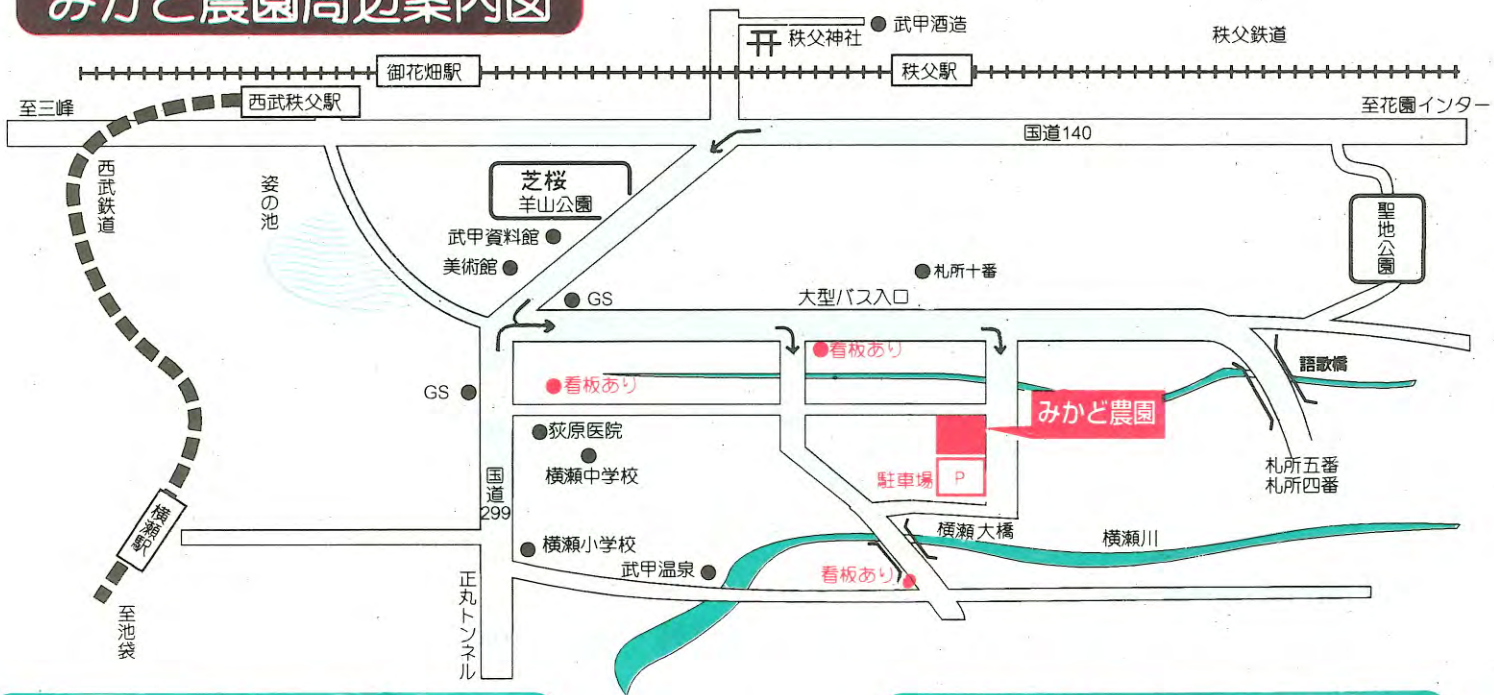 みかど農園周辺案内図
武甲酒造
秩父神社
秩父鉄道
御花畑駅
秩父駅
西武秩父駅
至三峰
至花園インター
国道140
西武鉄道
姿の池
芝桜
羊山公園
聖地公園
武甲資料館
美術館
札所十番
GS
大型バス入口
看板あり
語歌橋
看板あり
GS
みかど農園
荻原医院
横瀬中学校
駐車場
P
札所五番
札所四番
国道
299
横瀬駅
横瀬大橋
横瀬川
横瀬小学校
武甲温泉
看板あり
正丸トンネル
至池袋